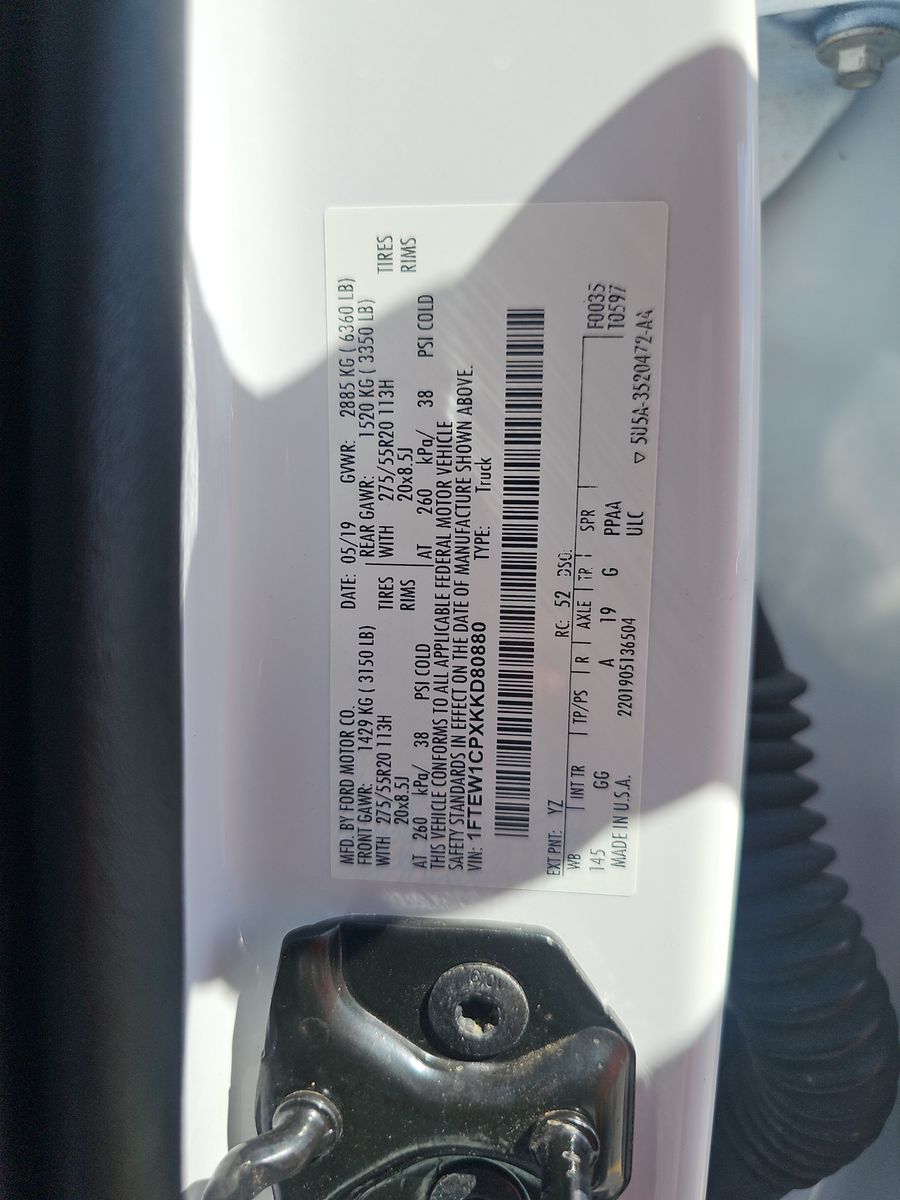 MFD. BY FORD MOTOR CO. DATE: 05/19 GVWR: 2885 KG ( 6360 LB)
FRONT GAWR: 1429 KG ( 3150 LB) REAR GAWR: 1520 KG ( 3350 LB)
WITH 275/55R20 113H TIRES WITH 275/55R20 113H TIRES
20x8.5J RIMS 20x8.5J RIMS
AT 260 kPa/ 38 PSI COLD AT 260 kPa/ 38 PSI COLD
THIS VEHICLE CONFORMS TO ALL APPLICABLE FEDERAL MOTOR VEHICLE
SAFETY STANDARDS IN EFFECT ON THE DATE OF MANUFACTURE SHOWN ABOVE.
VIN: 1FTEW1CPXKKD80880 TYPE: Truck
EXT PNT: YZ RC: 52 DSO:
WB INT TR TP/PS R AXLE TR SPR F0035
145 GG A 19 G PPAA T0597
ULC
MADE IN U.S.A. 2201905136504 ▽ 5U5A-3520472-AA